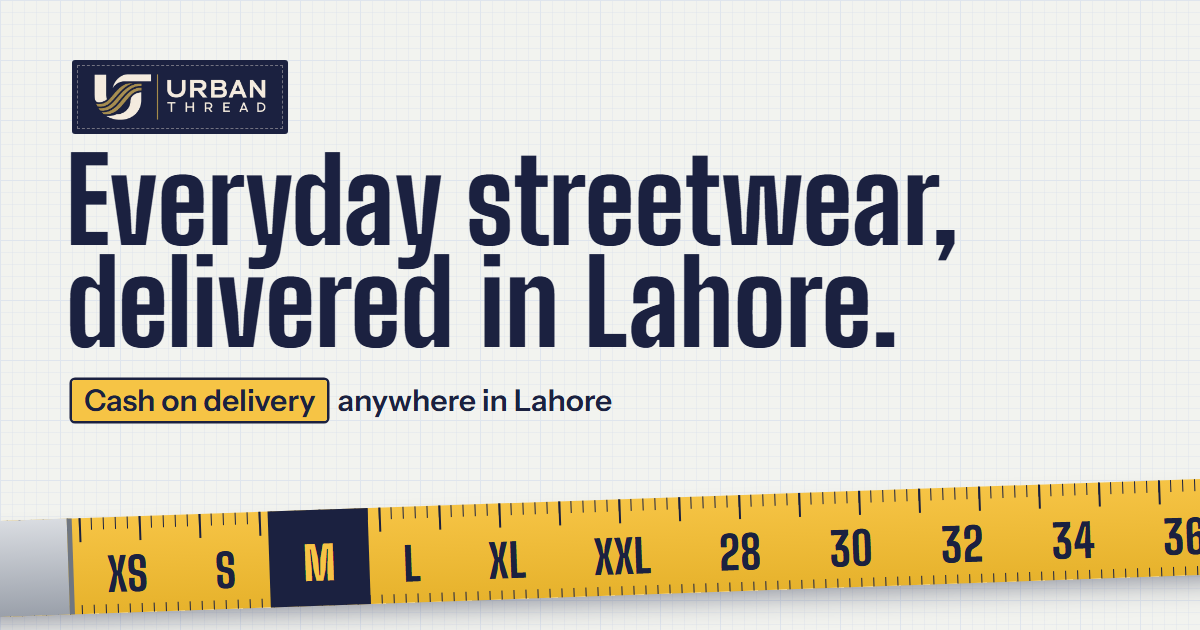 URBAN
THREAD
Everyday streetwear,
delivered in Lahore.
Cash on delivery anywhere in Lahore
XS S M L XL XXL 28 30 32 34 36